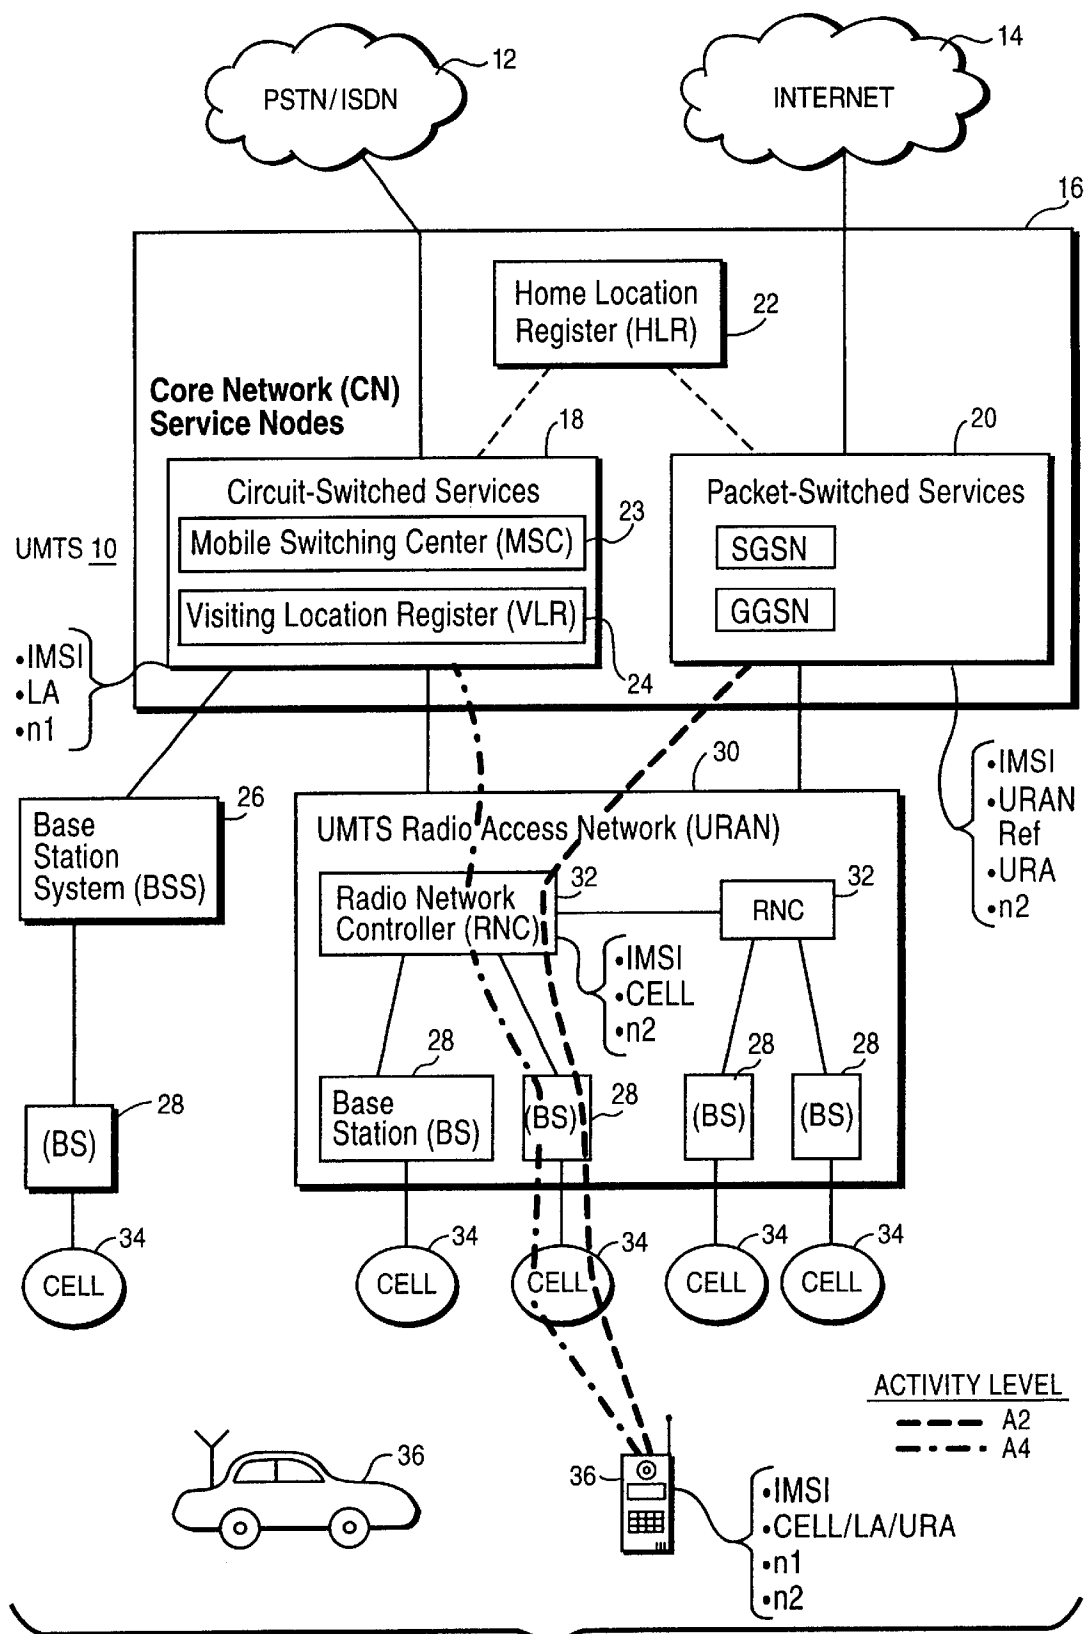 12
PSTN/ISDN
14
INTERNET
16
Home Location
Register (HLR)
22
Core Network (CN)
Service Nodes
18
20
Circuit-Switched Services
Mobile Switching Center (MSC)
23
Visiting Location Register (VLR)
24
Packet-Switched Services
SGSN
GGSN
UMTS 10
•IMSI
•LA
•n1
•IMSI
•URAN
Ref
•URA
•n2
26
Base
Station
System (BSS)
30
UMTS Radio Access Network (URAN)
Radio Network
Controller (RNC)
32
RNC
32
•IMSI
•CELL
•n2
28
(BS)
28
Base
Station (BS)
(BS)
28
28
(BS)
28
(BS)
34
CELL
34
CELL
34
CELL
34
CELL
34
CELL
ACTIVITY LEVEL
A2
A4
36
36
•IMSI
•CELL/LA/URA
•n1
•n2